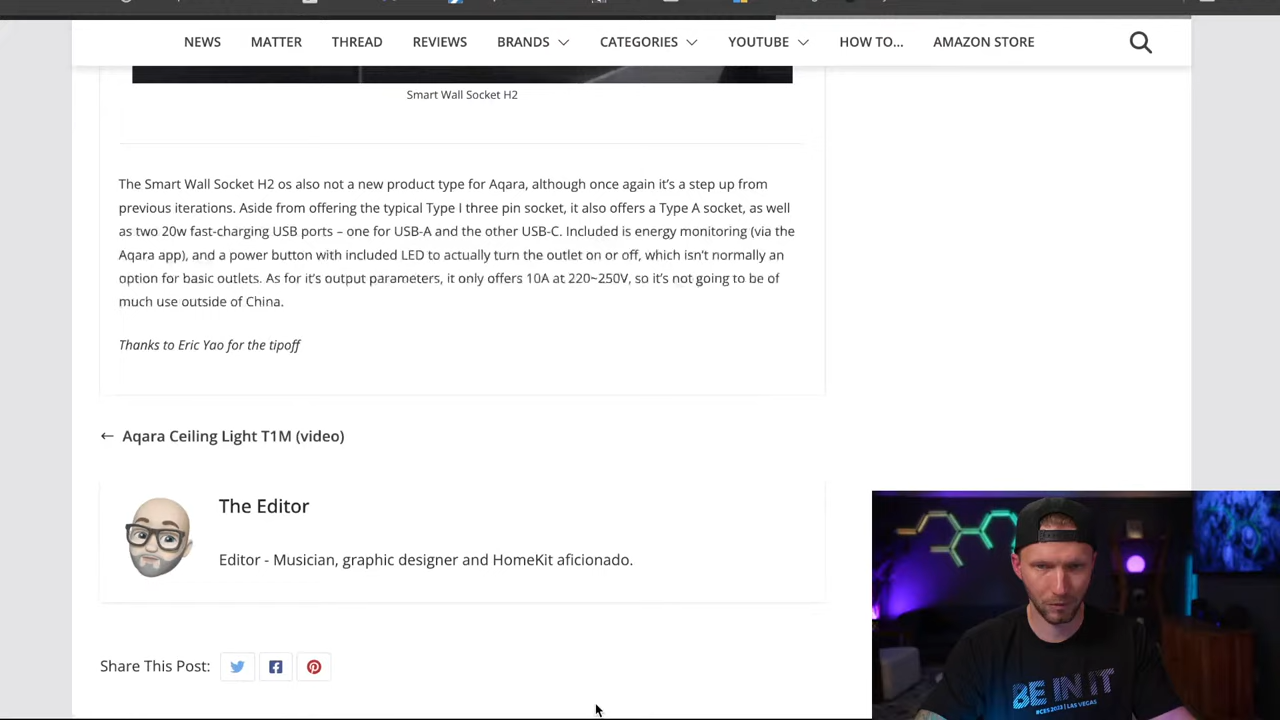 NEWS MATTER THREAD REVIEWS BRANDS CATEGORIES YOUTUBE HOW TO... AMAZON STORE
Smart Wall Socket H2
The Smart Wall Socket H2 os also not a new product type for Aqara, although once again it’s a step up from
previous iterations. Aside from offering the typical Type I three pin socket, it also offers a Type A socket, as well
as two 20w fast-charging USB ports – one for USB-A and the other USB-C. Included is energy monitoring (via the
Aqara app), and a power button with included LED to actually turn the outlet on or off, which isn’t normally an
option for basic outlets. As for it’s output parameters, it only offers 10A at 220~250V, so it’s not going to be of
much use outside of China.
Thanks to Eric Yao for the tipoff
← Aqara Ceiling Light T1M (video)
The Editor
Editor - Musician, graphic designer and HomeKit aficionado.
Share This Post:
BE IN IT
#CES2023 | LAS VEGAS